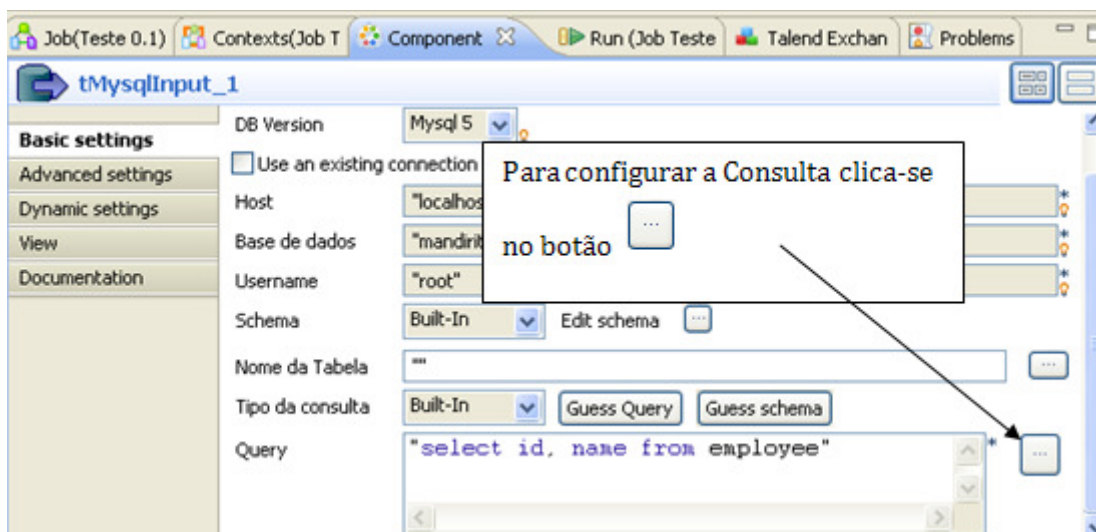 Job(Teste 0.1) Contexts(Job T Component Run (Job Teste Talend Exchan Problems
tMysqlInput_1
Basic settings
Advanced settings
Dynamic settings
View
Documentation
DB Version Mysql 5
Use an existing connection
Host "localhos
Base de dados "mandirit
Username "root"
Schema Built-In Edit schema ...
Nome da Tabela "" ...
Tipo da consulta Built-In Guess Query Guess schema
Query "select id, name from employee" * ...
Para configurar a Consulta clica-se
no botão ...